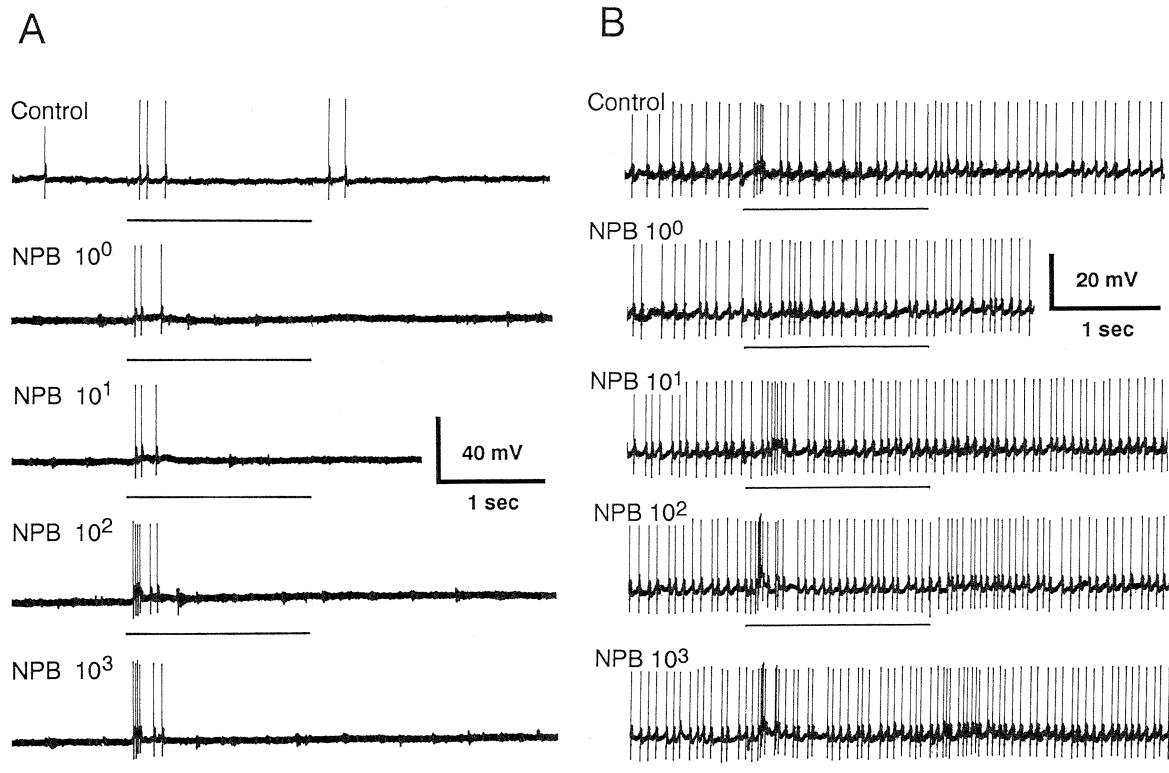 A
Control
NPB 10⁰
NPB 10¹
40 mV
1 sec
NPB 10²
NPB 10³
B
Control
NPB 10⁰
20 mV
1 sec
NPB 10¹
NPB 10²
NPB 10³